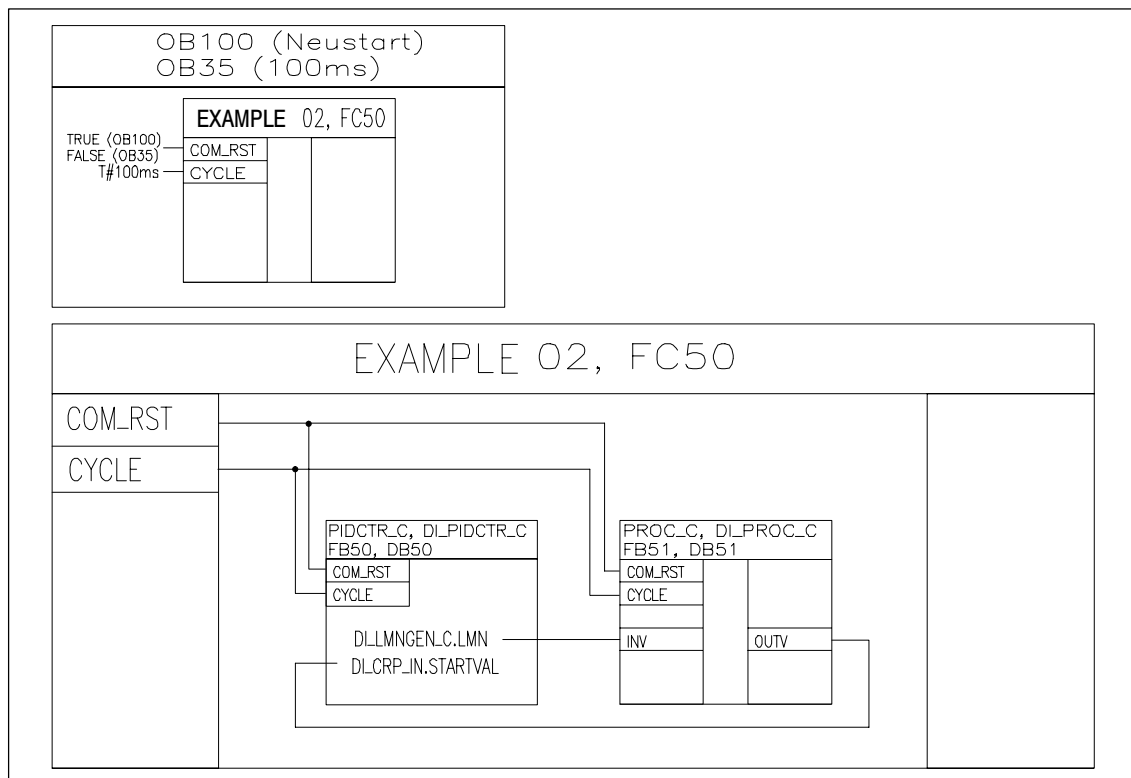 OB100 (Neustart)
OB35 (100ms)
EXAMPLE 02, FC50
TRUE (OB100)
FALSE (OB35)
T#100ms
COM_RST
CYCLE
EXAMPLE 02, FC50
COM_RST
CYCLE
PIDCTR_C, DI_PIDCTR_C
FB50, DB50
COM_RST
CYCLE
DI_LMNGEN_C.LMN
DI_CRP_IN.STARTVAL
PROC_C, DI_PROC_C
FB51, DB51
COM_RST
CYCLE
INV
OUTV